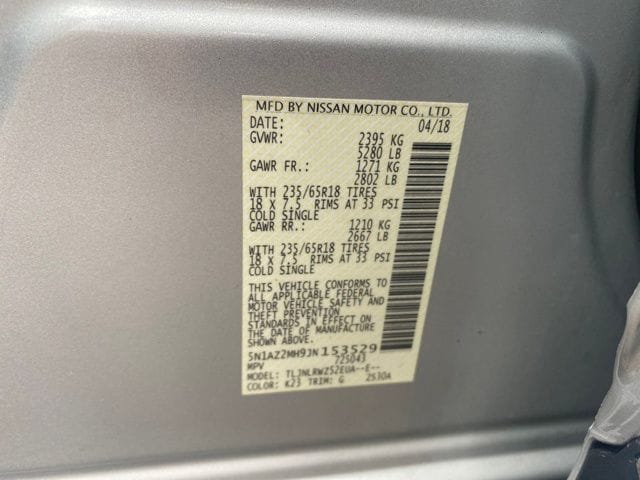 MFD BY NISSAN MOTOR CO., LTD.
DATE: 04/18
GVWR: 2395 KG
5280 LB
GAWR FR.: 1271 KG
2802 LB
WITH 235/65R18 TIRES
18 X 7.5 RIMS AT 33 PSI
COLD SINGLE
GAWR RR.: 1210 KG
2667 LB
WITH 235/65R18 TIRES
18 X 7.5 RIMS AT 33 PSI
COLD SINGLE
THIS VEHICLE CONFORMS TO
ALL APPLICABLE FEDERAL
MOTOR VEHICLE SAFETY AND
THEFT PREVENTION
STANDARDS IN EFFECT ON
THE DATE OF MANUFACTURE
SHOWN ABOVE.
5N1AZ2MH9JN153529
MPV 725043
MODEL: TLJNLRWZ52EUA--E--
COLOR: K23 TRIM: G 2530A